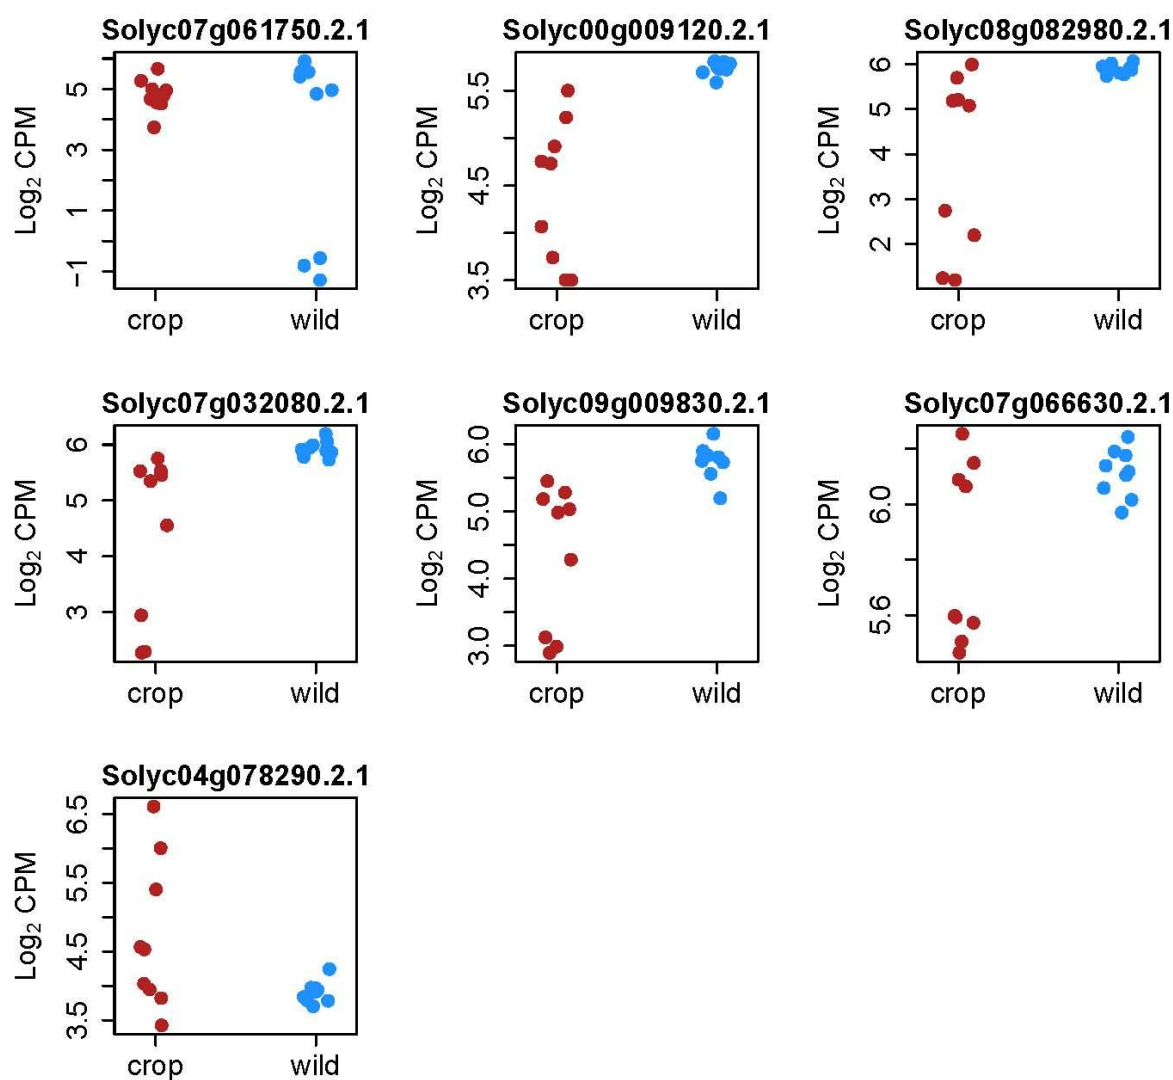 Solyc07g061750.2.1 Solyc00g009120.2.1 Solyc08g082980.2.1
Log₂ CPM
5
3
1
−1
crop wild
Log₂ CPM
5.5
4.5
3.5
crop wild
Log₂ CPM
6
5
4
3
2
crop wild
Solyc07g032080.2.1 Solyc09g009830.2.1 Solyc07g066630.2.1
Log₂ CPM
6
5
4
3
crop wild
Log₂ CPM
6.0
5.0
4.0
3.0
crop wild
Log₂ CPM
6.0
5.6
crop wild
Solyc04g078290.2.1
Log₂ CPM
6.5
5.5
4.5
3.5
crop wild